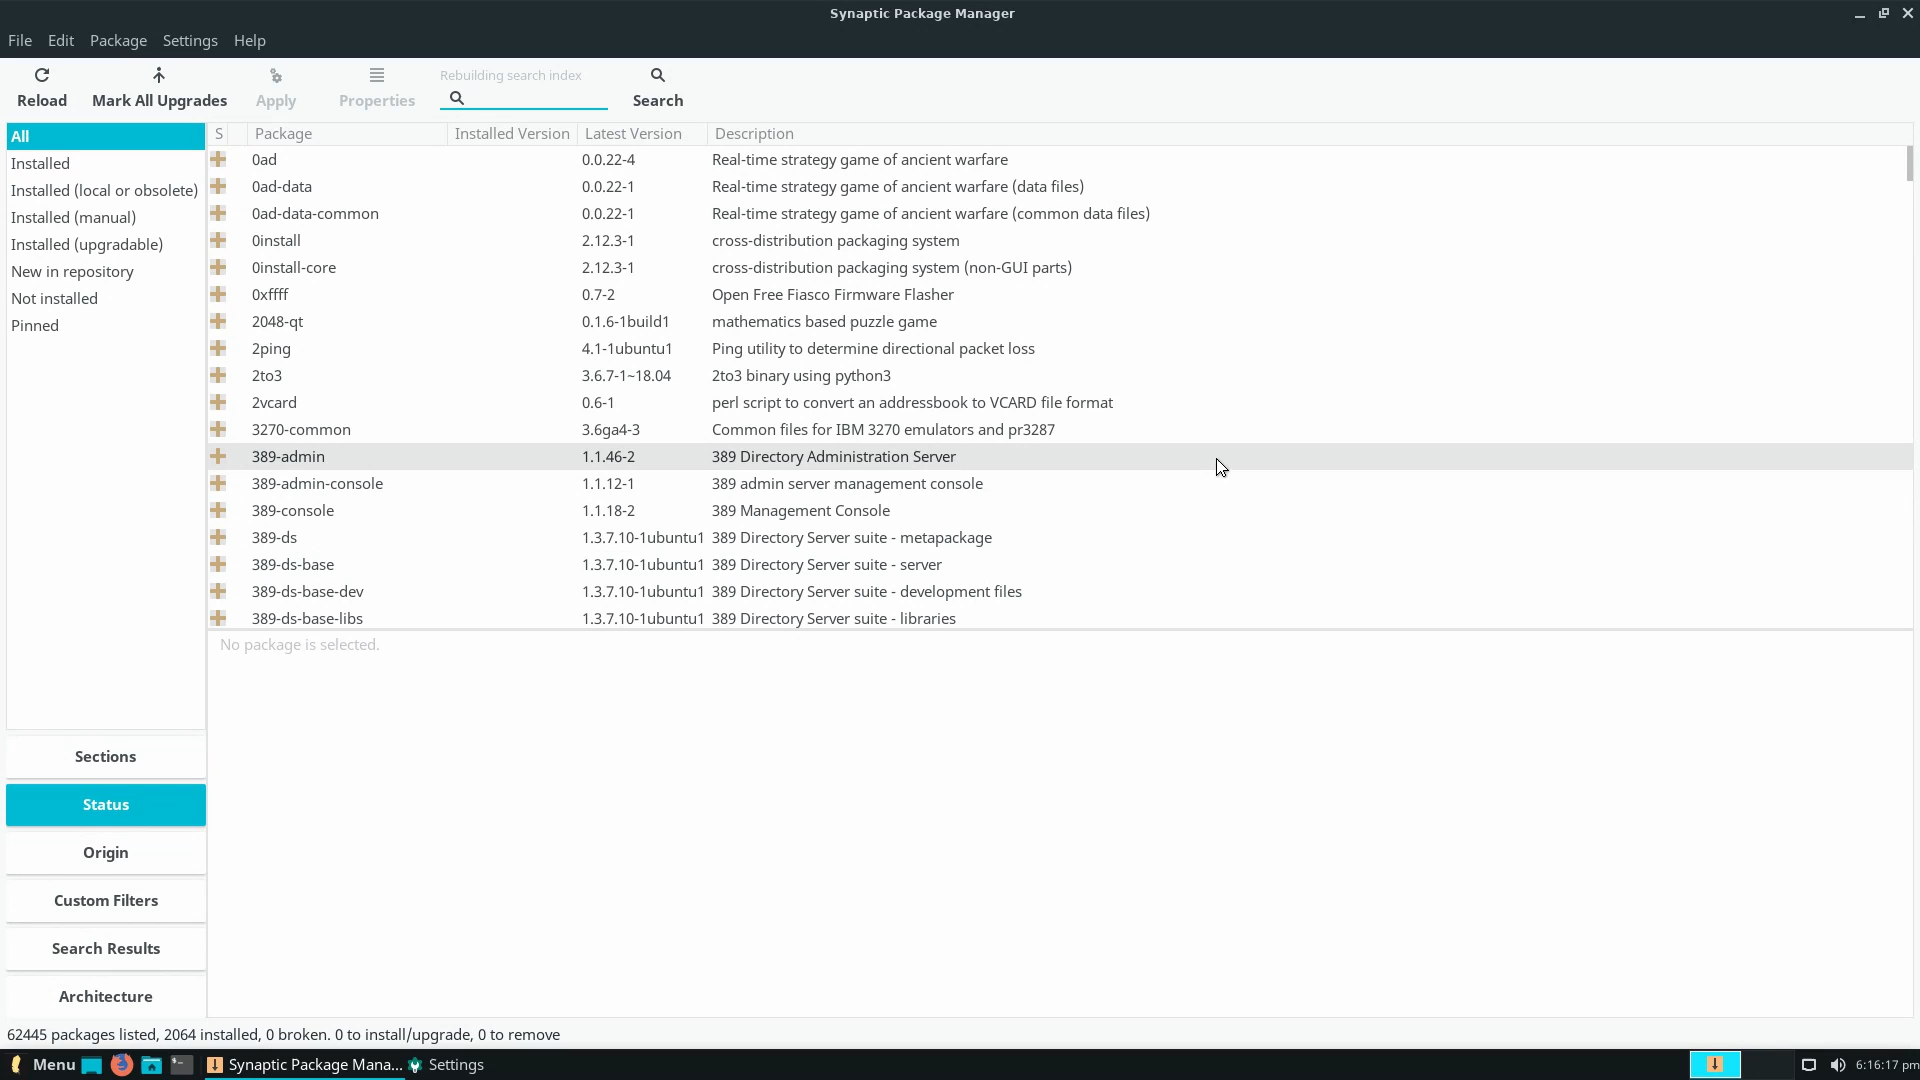 Synaptic Package Manager
File Edit Package Settings Help
Reload Mark All Upgrades Apply Properties Rebuilding search index Search
All
Installed
Installed (local or obsolete)
Installed (manual)
Installed (upgradable)
New in repository
Not installed
Pinned
Sections
Status
Origin
Custom Filters
Search Results
Architecture
S Package Installed Version Latest Version Description
0ad 0.0.22-4 Real-time strategy game of ancient warfare
0ad-data 0.0.22-1 Real-time strategy game of ancient warfare (data files)
0ad-data-common 0.0.22-1 Real-time strategy game of ancient warfare (common data files)
0install 2.12.3-1 cross-distribution packaging system
0install-core 2.12.3-1 cross-distribution packaging system (non-GUI parts)
0xffff 0.7-2 Open Free Fiasco Firmware Flasher
2048-qt 0.1.6-1build1 mathematics based puzzle game
2ping 4.1-1ubuntu1 Ping utility to determine directional packet loss
2to3 3.6.7-1~18.04 2to3 binary using python3
2vcard 0.6-1 perl script to convert an addressbook to VCARD file format
3270-common 3.6ga4-3 Common files for IBM 3270 emulators and pr3287
389-admin 1.1.46-2 389 Directory Administration Server
389-admin-console 1.1.12-1 389 admin server management console
389-console 1.1.18-2 389 Management Console
389-ds 1.3.7.10-1ubuntu1 389 Directory Server suite - metapackage
389-ds-base 1.3.7.10-1ubuntu1 389 Directory Server suite - server
389-ds-base-dev 1.3.7.10-1ubuntu1 389 Directory Server suite - development files
389-ds-base-libs 1.3.7.10-1ubuntu1 389 Directory Server suite - libraries
No package is selected.
62445 packages listed, 2064 installed, 0 broken. 0 to install/upgrade, 0 to remove
Menu Synaptic Package Mana... Settings 6:16:17 pm